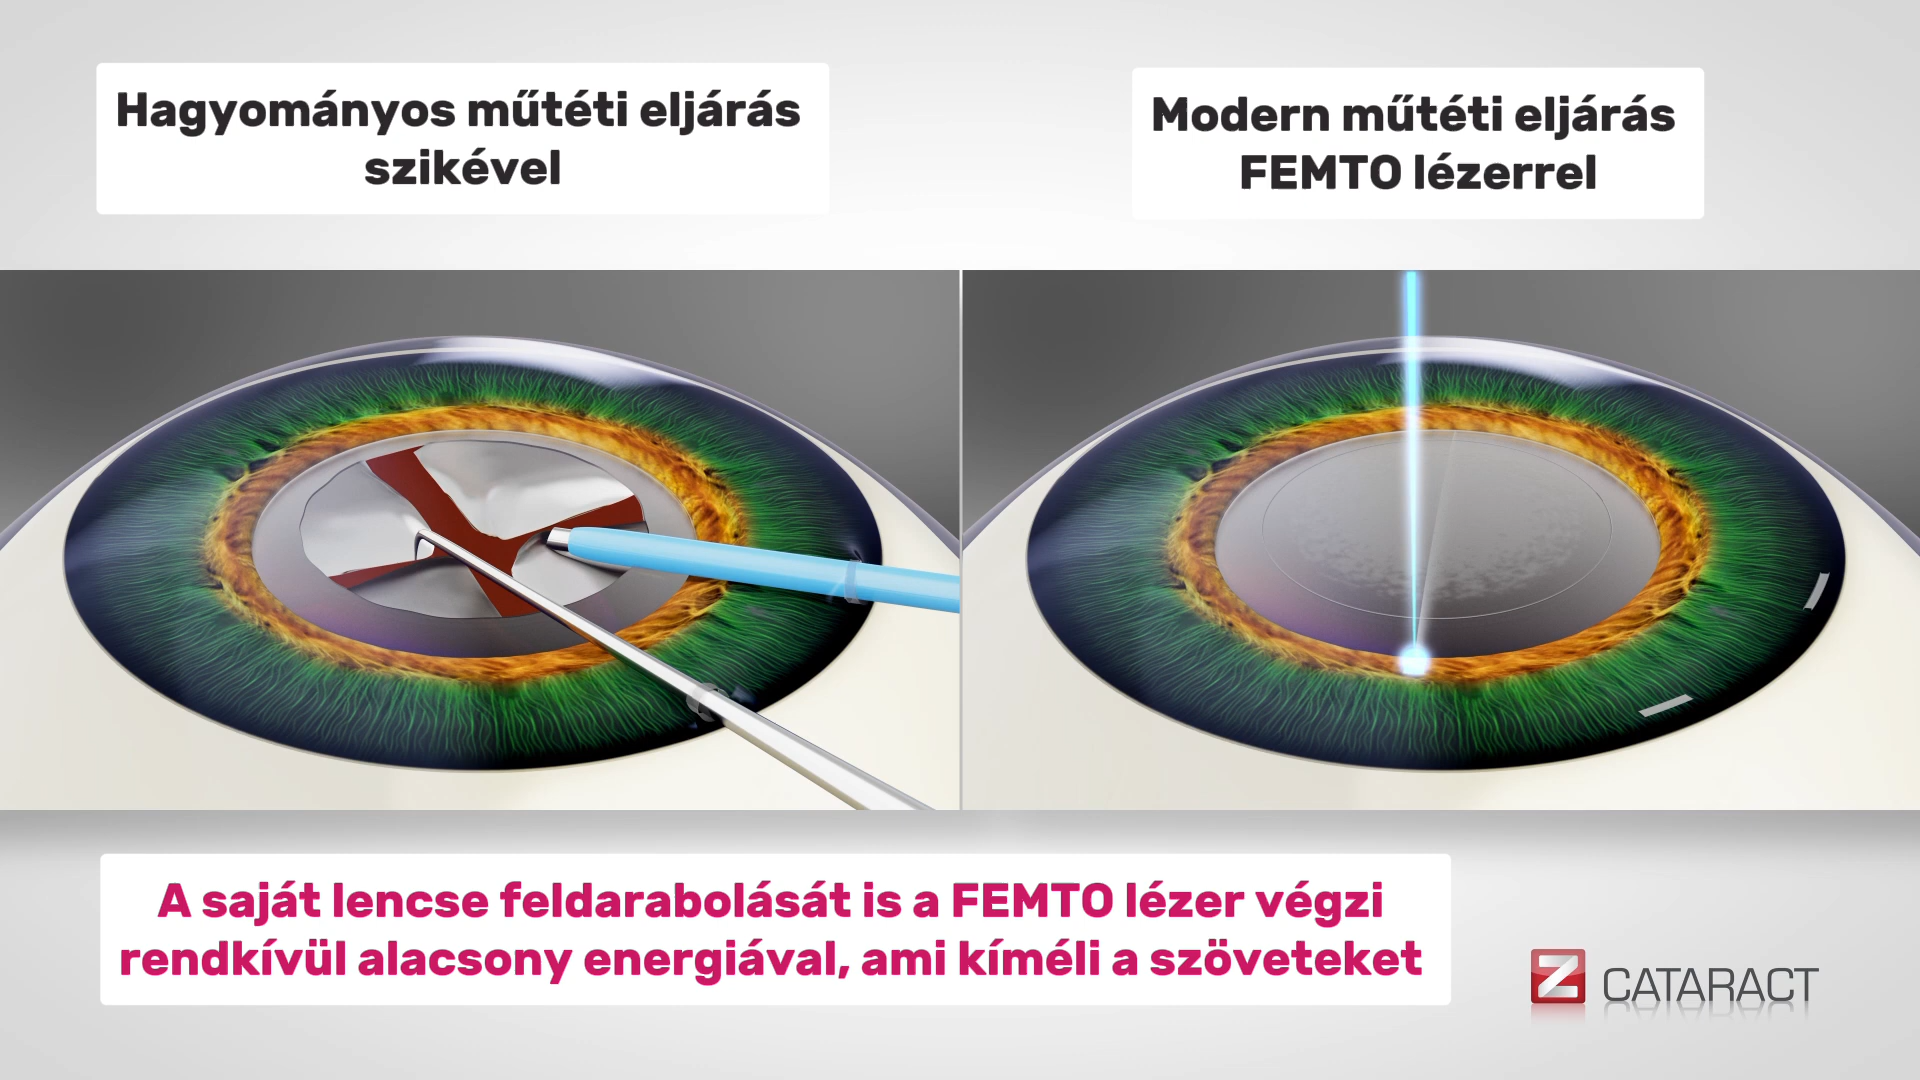 Hagyományos műtéti eljárás
szikével
Modern műtéti eljárás
FEMTO lézerrel
A saját lencse feldarabolását is a FEMTO lézer végzi
rendkívül alacsony energiával, ami kíméli a szöveteket
Z CATARACT